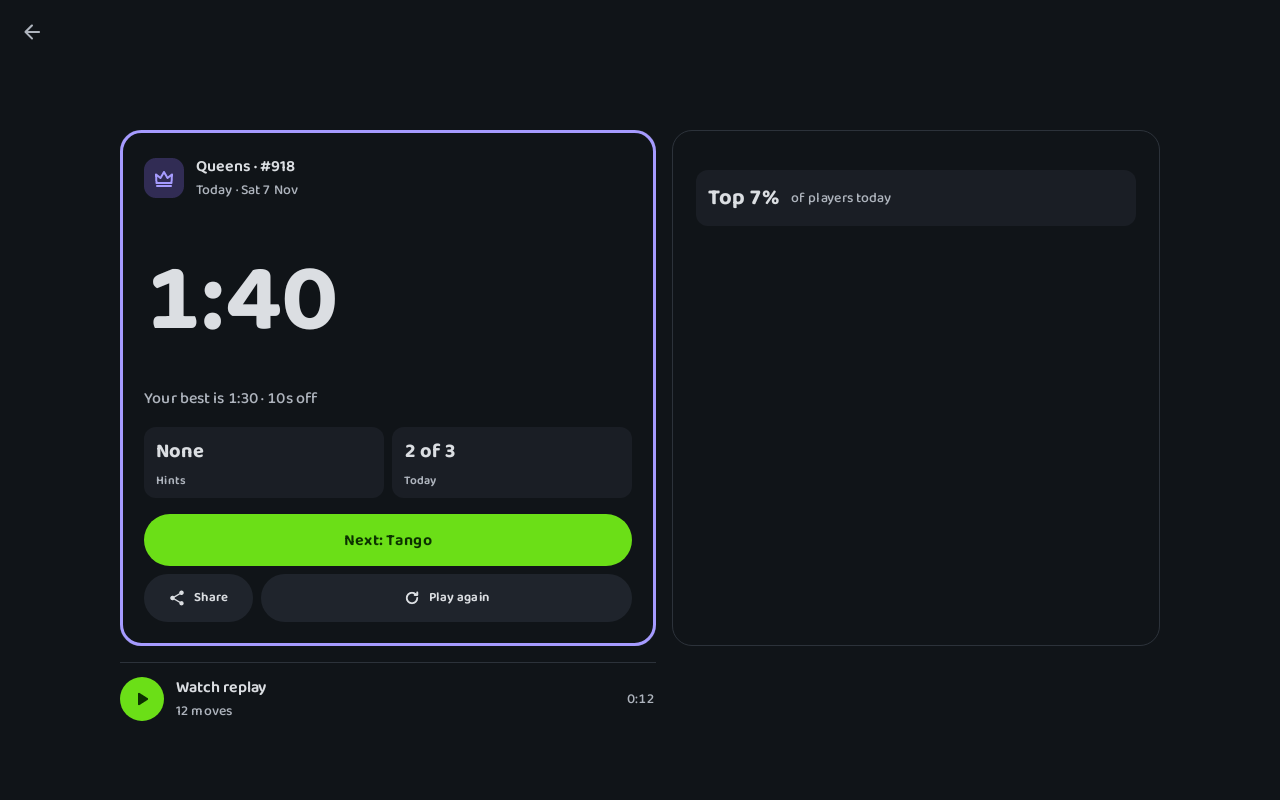 Queens · #918
Today · Sat 7 Nov
1:40
Your best is 1:30 · 10s off
None
Hints
2 of 3
Today
Next: Tango
Share
Play again
Watch replay
12 moves
0:12
Top 7% of players today